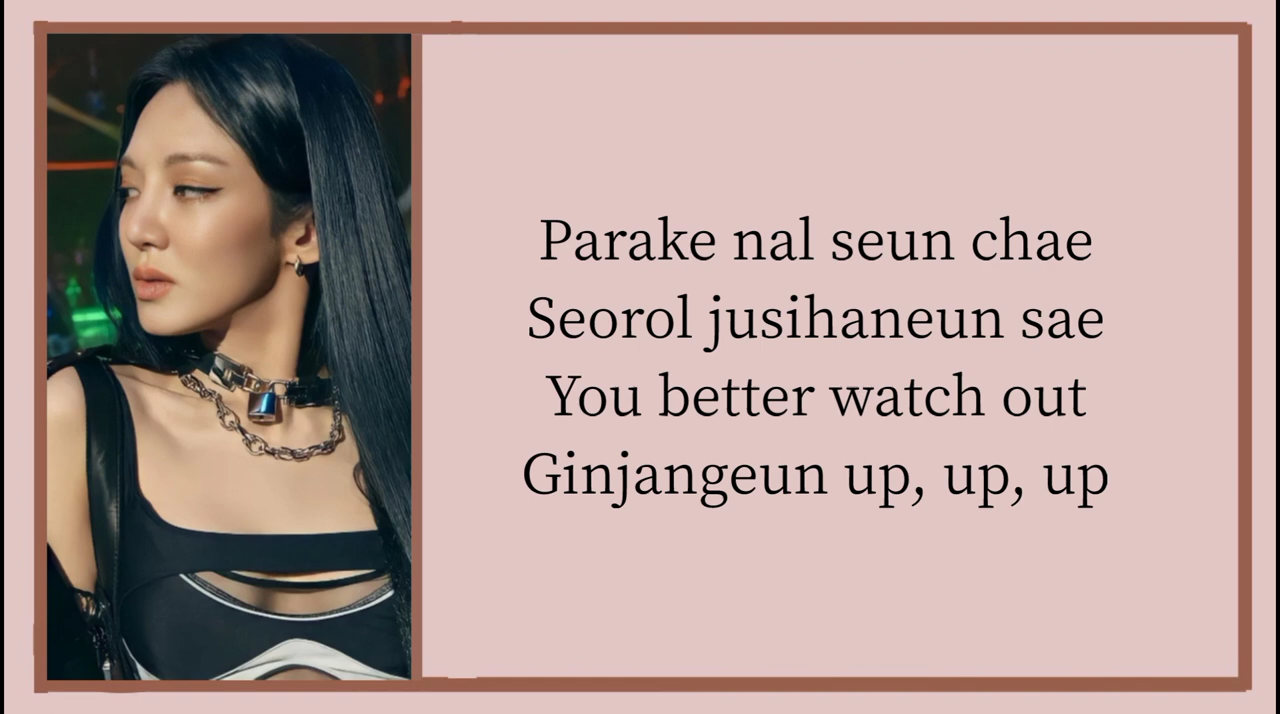 Parake nal seun chae
Seorol jusihaneun sae
You better watch out
Ginjangeun up, up, up